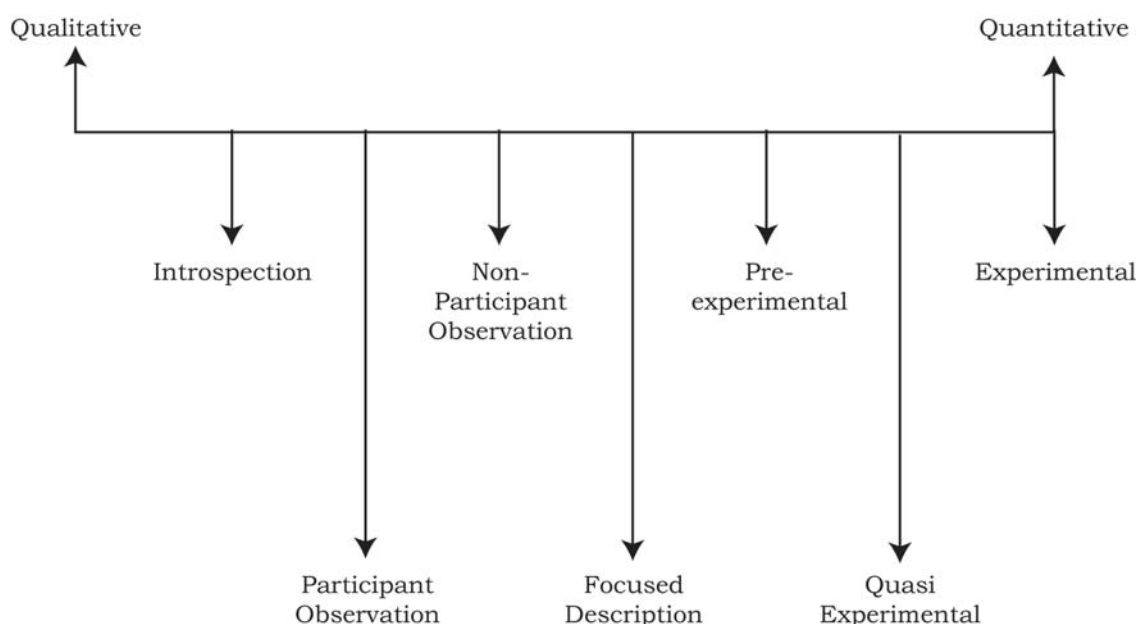 Qualitative
Quantitative
Introspection
Non-
Participant
Observation
Pre-
experimental
Experimental
Participant
Observation
Focused
Description
Quasi
Experimental